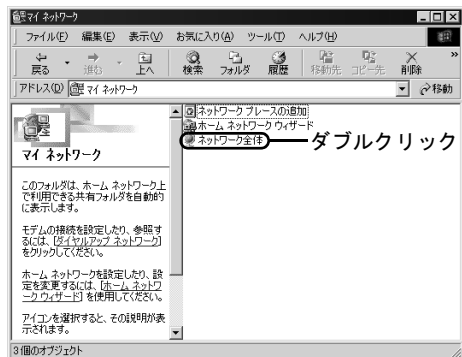 マイ ネットワーク
ファイル(F) 編集(E) 表示(V) お気に入り(A) ツール(T) ヘルプ(H)
戻る 進む 上へ 検索 フォルダ 履歴 移動先 コピー先 削除 »
アドレス(D) マイ ネットワーク 移動
マイ ネットワーク
このフォルダは、ホーム ネットワーク上
で利用できる共有フォルダを自動的
に表示します。
モデムの接続を設定したり、参照す
るには、[ダイヤルアップ ネットワーク]
をクリックしてください。
ホーム ネットワークを設定したり、設
定を変更するには、[ホーム ネットワ
ーク ウィザード] を使用してください。
アイコンを選択すると、その説明が表
示されます。
ネットワーク プレースの追加
ホーム ネットワーク ウィザード
ネットワーク全体
ダブルクリック
3個のオブジェクト